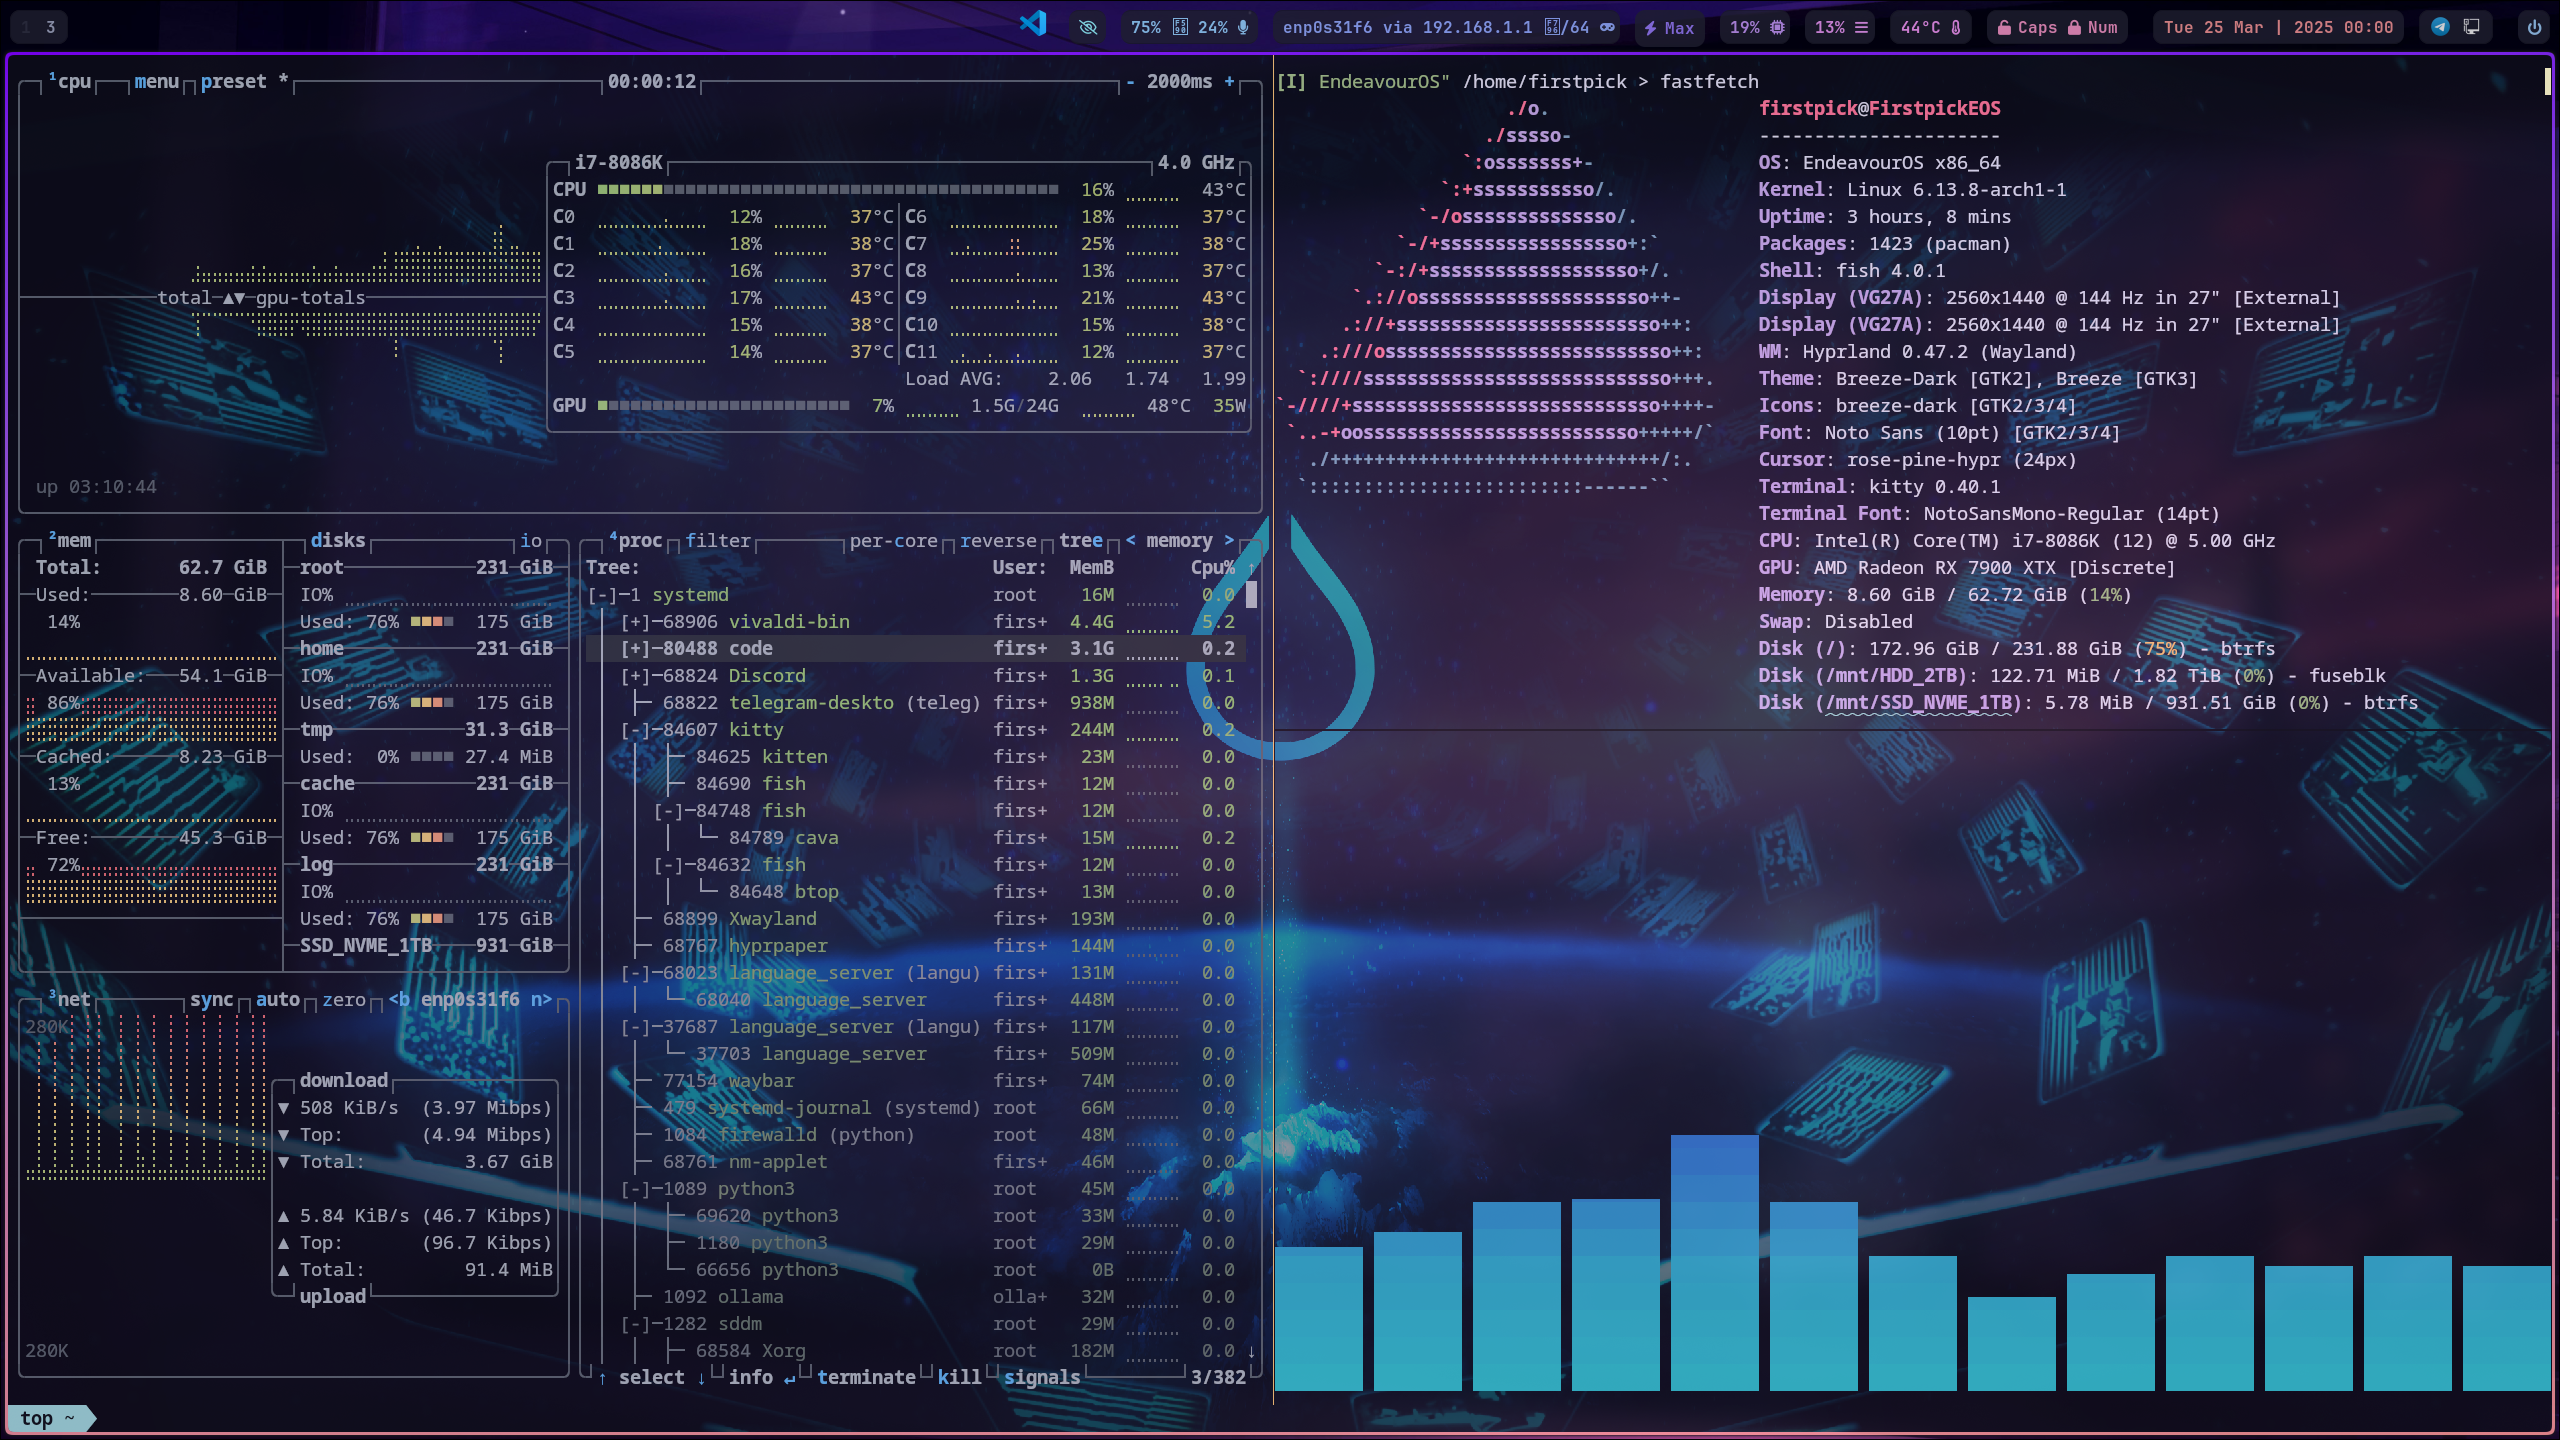 1 3
75% 24% enp0s31f6 via 192.168.1.1 /64 Max 19% 13% 44°C Caps Num Tue 25 Mar | 2025 00:00
1cpu menu preset * 00:00:12 - 2000ms +
i7-8086K 4.0 GHz
CPU 16% 43°C
C0 12% 37°C C6 18% 37°C
C1 18% 38°C C7 25% 38°C
C2 16% 37°C C8 13% 37°C
C3 17% 43°C C9 21% 43°C
total ▲▼ gpu-totals
C4 15% 38°C C10 15% 38°C
C5 14% 37°C C11 12% 37°C
Load AVG: 2.06 1.74 1.99
GPU 7% 1.5G/24G 48°C 35W
up 03:10:44
2mem disks io
Total: 62.7 GiB
Used: 8.60 GiB
14%
Available: 54.1 GiB
86%
Cached: 8.23 GiB
13%
Free: 45.3 GiB
72%
root 231 GiB
IO%
Used: 76% 175 GiB
home 231 GiB
IO%
Used: 76% 175 GiB
tmp 31.3 GiB
Used: 0% 27.4 MiB
cache 231 GiB
IO%
Used: 76% 175 GiB
log 231 GiB
IO%
Used: 76% 175 GiB
SSD_NVME_1TB 931 GiB
3net sync auto zero <b enp0s31f6 n>
280K
download
▼ 508 KiB/s (3.97 Mibps)
▼ Top: (4.94 Mibps)
▼ Total: 3.67 GiB
▲ 5.84 KiB/s (46.7 Kibps)
▲ Top: (96.7 Kibps)
▲ Total: 91.4 MiB
upload
280K
4proc filter per-core reverse tree < memory >
Tree: User: MemB Cpu% ↑
[-]─1 systemd root 16M 0.0
[+]─68906 vivaldi-bin firs+ 4.4G 5.2
[+]─80488 code firs+ 3.1G 0.2
[+]─68824 Discord firs+ 1.3G 0.1
├─ 68822 telegram-deskto (teleg) firs+ 938M 0.0
[-]─84607 kitty firs+ 244M 0.2
├─ 84625 kitten firs+ 23M 0.0
├─ 84690 fish firs+ 12M 0.0
[-]─84748 fish firs+ 12M 0.0
└─ 84789 cava firs+ 15M 0.2
[-]─84632 fish firs+ 12M 0.0
└─ 84648 btop firs+ 13M 0.0
├─ 68899 Xwayland firs+ 193M 0.0
├─ 68767 hyprpaper firs+ 144M 0.0
[-]─68023 language_server (langu) firs+ 131M 0.0
└─ 68040 language_server firs+ 448M 0.0
[-]─37687 language_server (langu) firs+ 117M 0.0
└─ 37703 language_server firs+ 509M 0.0
├─ 77154 waybar firs+ 74M 0.0
├─ 479 systemd-journal (systemd) root 66M 0.0
├─ 1084 firewalld (python) root 48M 0.0
├─ 68761 nm-applet firs+ 46M 0.0
[-]─1089 python3 root 45M 0.0
├─ 69620 python3 root 33M 0.0
├─ 1180 python3 root 29M 0.0
└─ 66656 python3 root 0B 0.0
├─ 1092 ollama olla+ 32M 0.0
[-]─1282 sddm root 29M 0.0
├─ 68584 Xorg root 182M 0.0 ↓
↑ select ↓ info ↵ terminate kill signals 3/382
top ~
[I] EndeavourOS" /home/firstpick > fastfetch
./o.
./sssso-
`:osssssss+-
`:+sssssssssso/.
`-/ossssssssssssso/.
`-/+sssssssssssssssso+:`
`-:/+sssssssssssssssssso+/.
`.://osssssssssssssssssssso++-
.://+ssssssssssssssssssssssso++:
.:///ossssssssssssssssssssssssso++:
`:////ssssssssssssssssssssssssssso+++.
`-////+ssssssssssssssssssssssssssso++++-
`..-+oosssssssssssssssssssssssso+++++/`
./++++++++++++++++++++++++++++++/:.
`:::::::::::::::::::::::::------``
firstpick@FirstpickEOS
----------------------
OS: EndeavourOS x86_64
Kernel: Linux 6.13.8-arch1-1
Uptime: 3 hours, 8 mins
Packages: 1423 (pacman)
Shell: fish 4.0.1
Display (VG27A): 2560x1440 @ 144 Hz in 27" [External]
Display (VG27A): 2560x1440 @ 144 Hz in 27" [External]
WM: Hyprland 0.47.2 (Wayland)
Theme: Breeze-Dark [GTK2], Breeze [GTK3]
Icons: breeze-dark [GTK2/3/4]
Font: Noto Sans (10pt) [GTK2/3/4]
Cursor: rose-pine-hypr (24px)
Terminal: kitty 0.40.1
Terminal Font: NotoSansMono-Regular (14pt)
CPU: Intel(R) Core(TM) i7-8086K (12) @ 5.00 GHz
GPU: AMD Radeon RX 7900 XTX [Discrete]
Memory: 8.60 GiB / 62.72 GiB (14%)
Swap: Disabled
Disk (/): 172.96 GiB / 231.88 GiB (75%) - btrfs
Disk (/mnt/HDD_2TB): 122.71 MiB / 1.82 TiB (0%) - fuseblk
Disk (/mnt/SSD_NVME_1TB): 5.78 MiB / 931.51 GiB (0%) - btrfs